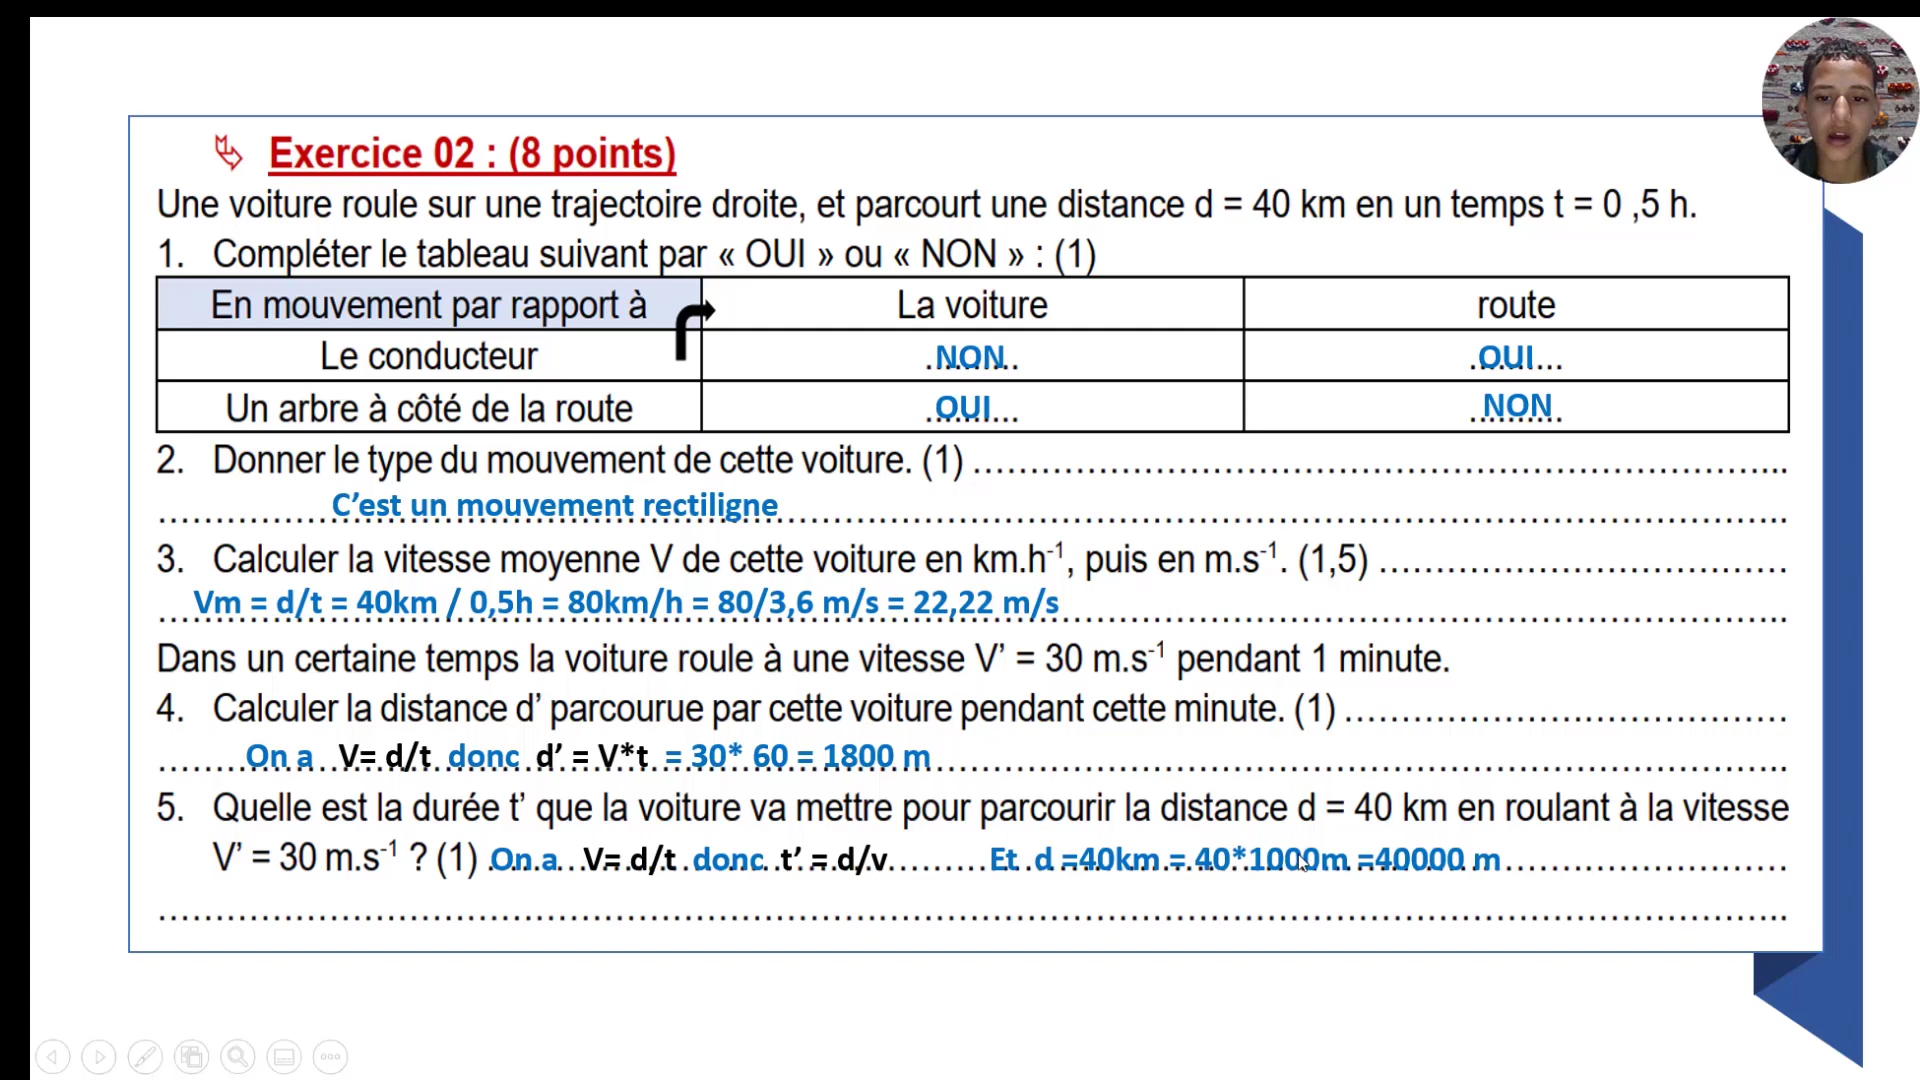 Exercice 02 : (8 points)
Une voiture roule sur une trajectoire droite, et parcourt une distance d = 40 km en un temps t = 0 ,5 h.
1. Compléter le tableau suivant par « OUI » ou « NON » : (1)
En mouvement par rapport à La voiture route
Le conducteur ..NON.. ..OUI...
Un arbre à côté de la route ..OUI... ..NON..
2. Donner le type du mouvement de cette voiture. (1) ....................
C’est un mouvement rectiligne
3. Calculer la vitesse moyenne V de cette voiture en km.h⁻¹, puis en m.s⁻¹. (1,5) ....................
Vm = d/t = 40km / 0,5h = 80km/h = 80/3,6 m/s = 22,22 m/s
Dans un certaine temps la voiture roule à une vitesse V’ = 30 m.s⁻¹ pendant 1 minute.
4. Calculer la distance d’ parcourue par cette voiture pendant cette minute. (1) ....................
On a V= d/t donc d’ = V*t = 30* 60 = 1800 m
5. Quelle est la durée t’ que la voiture va mettre pour parcourir la distance d = 40 km en roulant à la vitesse
V’ = 30 m.s⁻¹ ? (1) On a V= d/t donc t’ = d/v Et d =40km = 40*1000m =40000 m